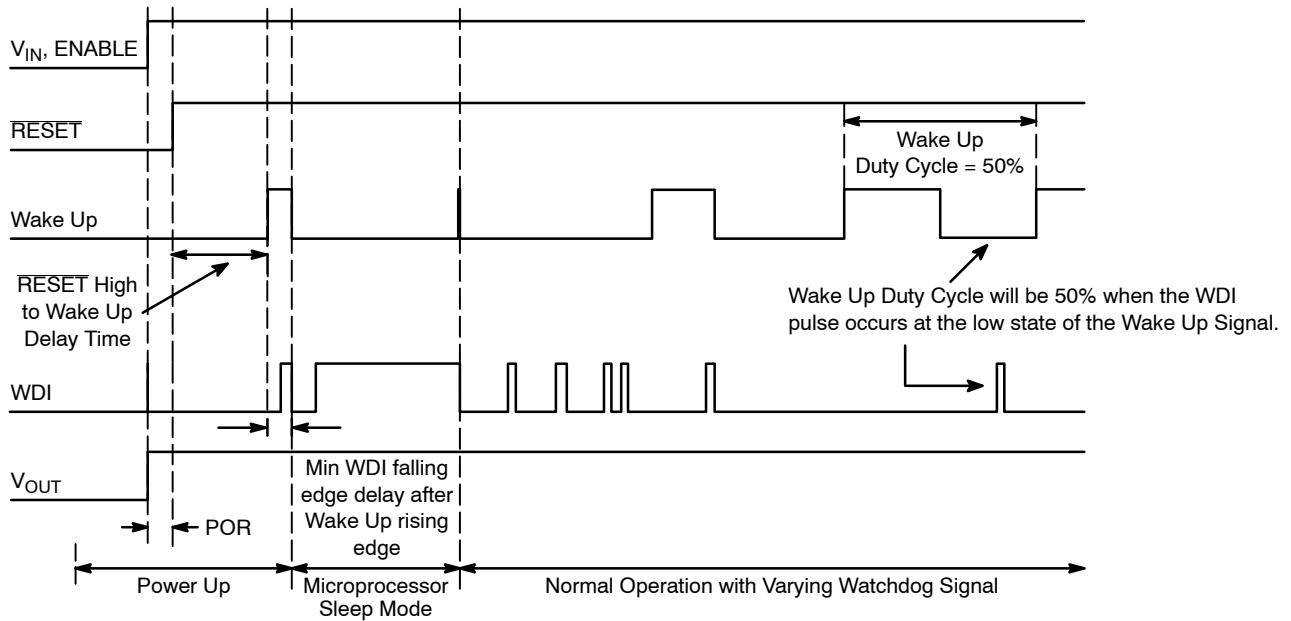 V_IN, ENABLE
RESET
Wake Up
Duty Cycle = 50%
Wake Up
RESET High
to Wake Up
Delay Time
Wake Up Duty Cycle will be 50% when the WDI
pulse occurs at the low state of the Wake Up Signal.
WDI
V_OUT
Min WDI falling
edge delay after
Wake Up rising
edge
POR
Power Up
Microprocessor
Sleep Mode
Normal Operation with Varying Watchdog Signal